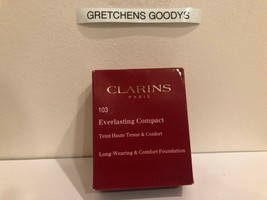 GRETCHENS GOODYS
CLARINS
PARIS
103
Everlasting Compact
Teint Haute Tenue & Confort
Long-Wearing & Comfort Foundation